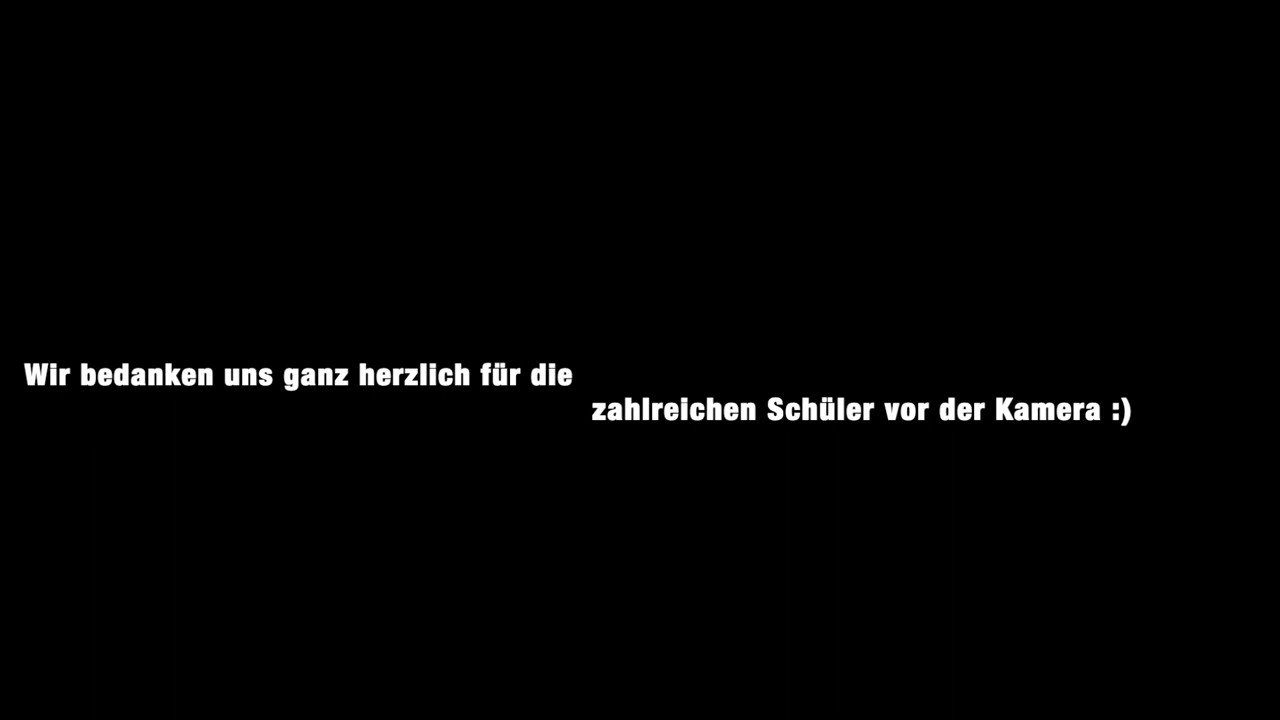 Wir bedanken uns ganz herzlich für die
zahlreichen Schüler vor der Kamera :)